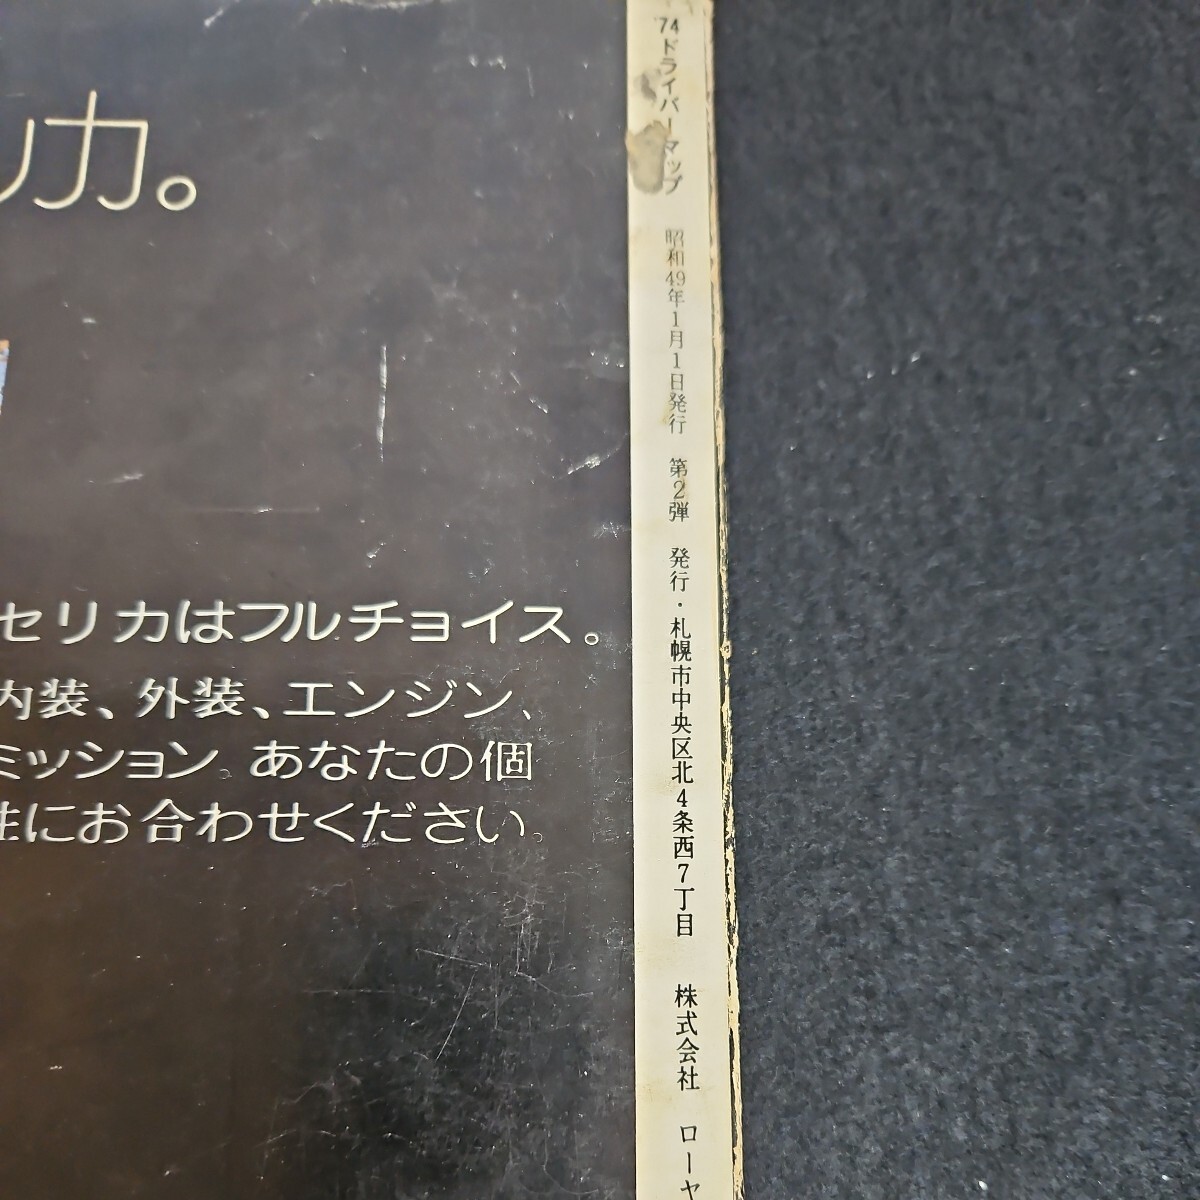 リカ。
セリカはフルチョイス。
内装、外装、エンジン、
ミッション。あなたの個
性にお合わせください。
'74ドライバーマップ 昭和49年1月1日発行 第2弾 発行・札幌市中央区北4条西7丁目 株式会社 ローヤ